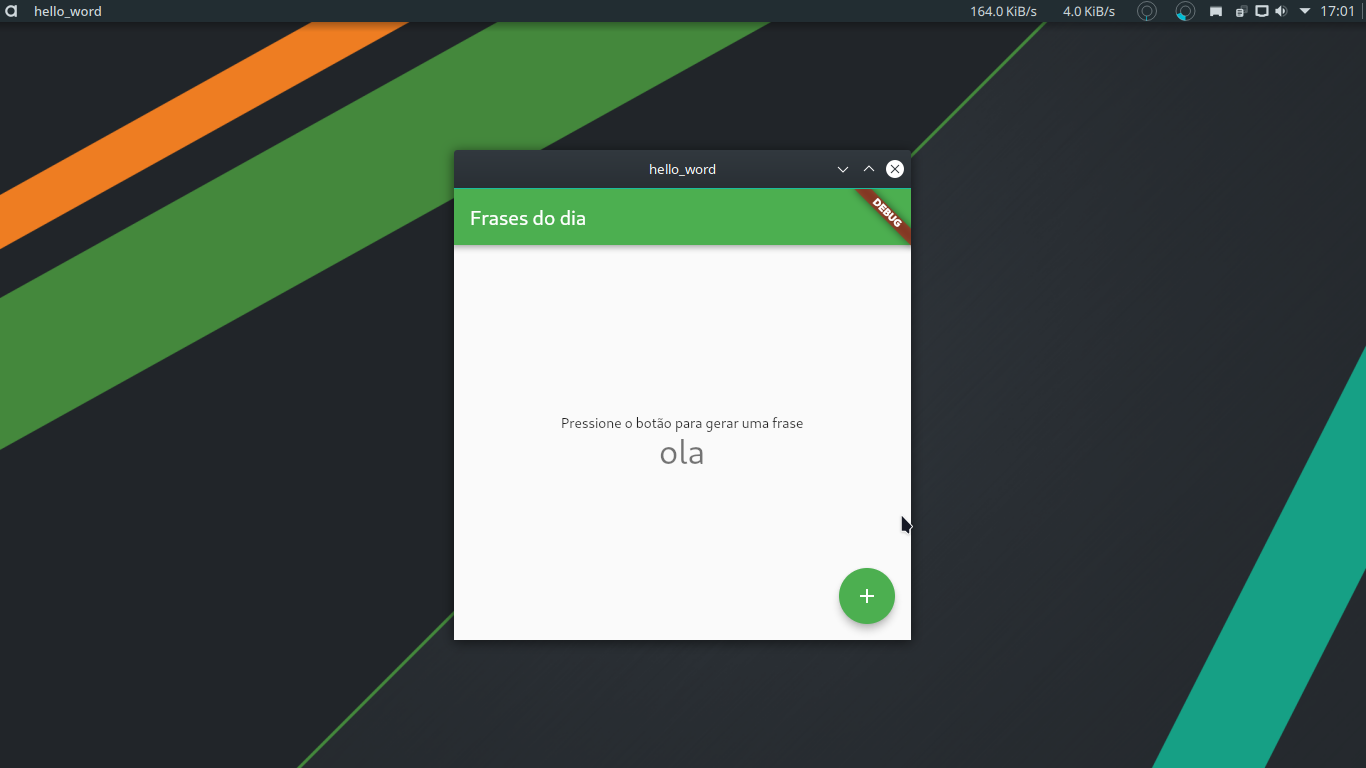 hello_word 164.0 KiB/s 4.0 KiB/s 17:01
hello_word
Frases do dia
DEBUG
Pressione o botão para gerar uma frase
ola